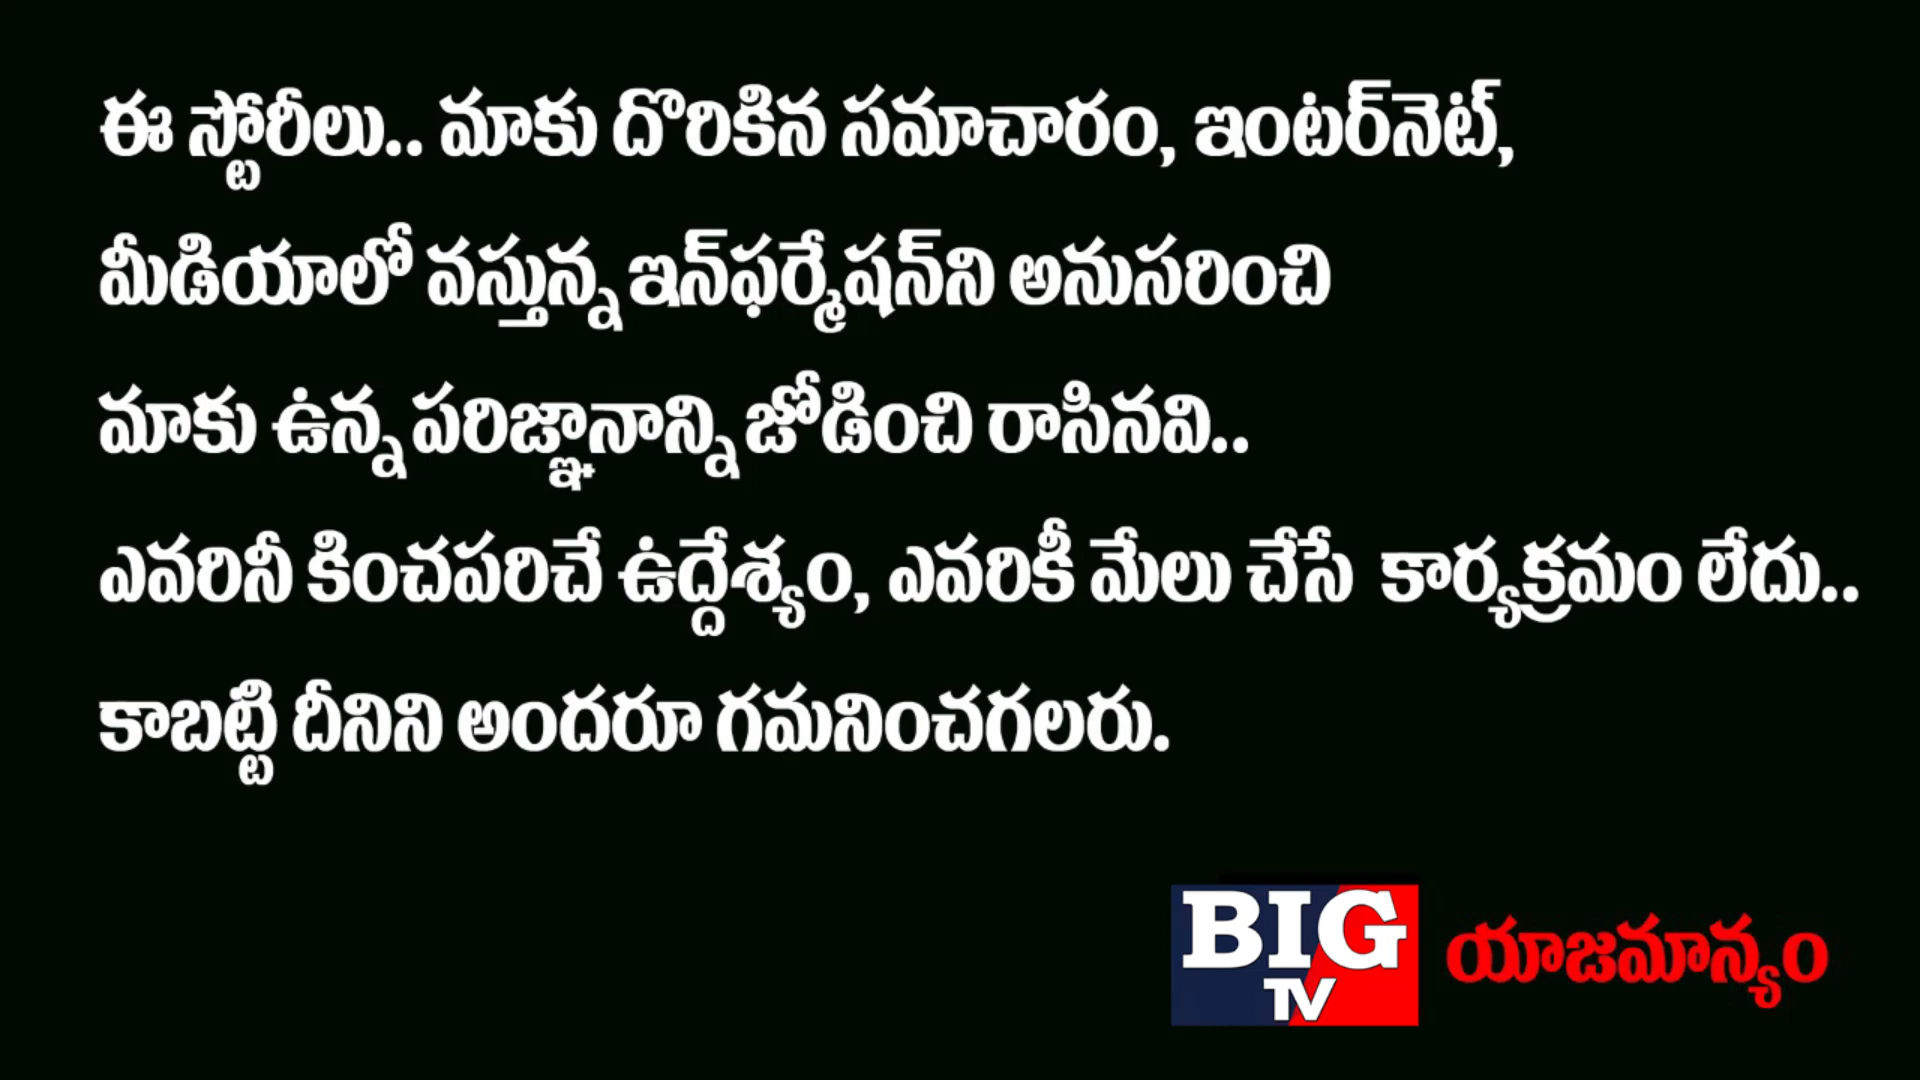 ఈ స్టోరీలు.. మాకు దొరికిన సమాచారం, ఇంటర్‌నెట్,
మీడియాలో వస్తున్న ఇన్‌ఫర్మేషన్‌ని అనుసరించి
మాకు ఉన్న పరిజ్ఞానాన్ని జోడించి రాసినవి..
ఎవరినీ కించపరిచే ఉద్దేశ్యం, ఎవరికీ మేలు చేసే కార్యక్రమం లేదు..
కాబట్టి దీనిని అందరూ గమనించగలరు.
BIG TV యాజమాన్యం